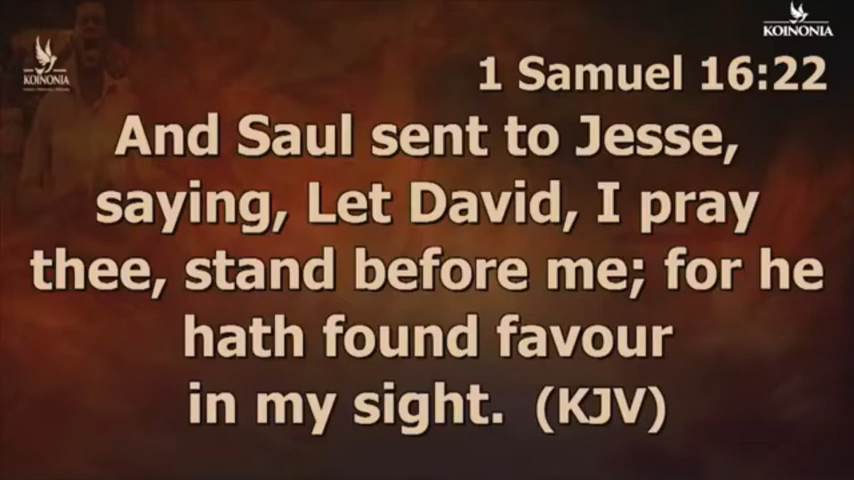 KOINONIA
KOINONIA
1 Samuel 16:22
And Saul sent to Jesse,
saying, Let David, I pray
thee, stand before me; for he
hath found favour
in my sight. (KJV)